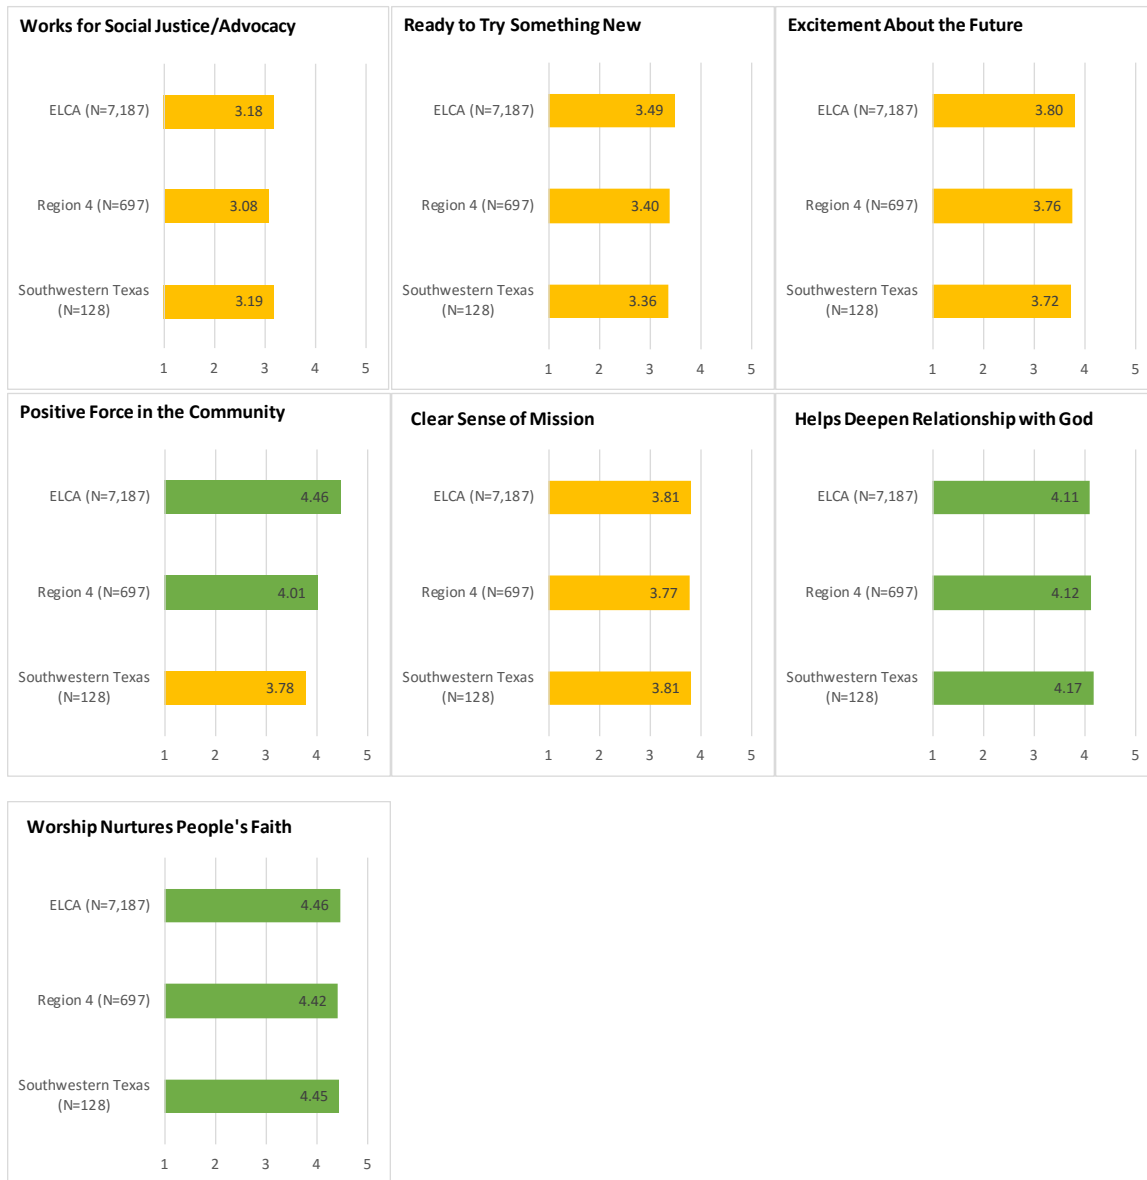 Works for Social Justice/Advocacy
ELCA (N=7,187)
3.18
Region 4 (N=697)
3.08
Southwestern Texas
(N=128)
3.19
1 2 3 4 5
Ready to Try Something New
ELCA (N=7,187)
3.49
Region 4 (N=697)
3.40
Southwestern Texas
(N=128)
3.36
1 2 3 4 5
Excitement About the Future
ELCA (N=7,187)
3.80
Region 4 (N=697)
3.76
Southwestern Texas
(N=128)
3.72
1 2 3 4 5
Positive Force in the Community
ELCA (N=7,187)
4.46
Region 4 (N=697)
4.01
Southwestern Texas
(N=128)
3.78
1 2 3 4 5
Clear Sense of Mission
ELCA (N=7,187)
3.81
Region 4 (N=697)
3.77
Southwestern Texas
(N=128)
3.81
1 2 3 4 5
Helps Deepen Relationship with God
ELCA (N=7,187)
4.11
Region 4 (N=697)
4.12
Southwestern Texas
(N=128)
4.17
1 2 3 4 5
Worship Nurtures People's Faith
ELCA (N=7,187)
4.46
Region 4 (N=697)
4.42
Southwestern Texas
(N=128)
4.45
1 2 3 4 5